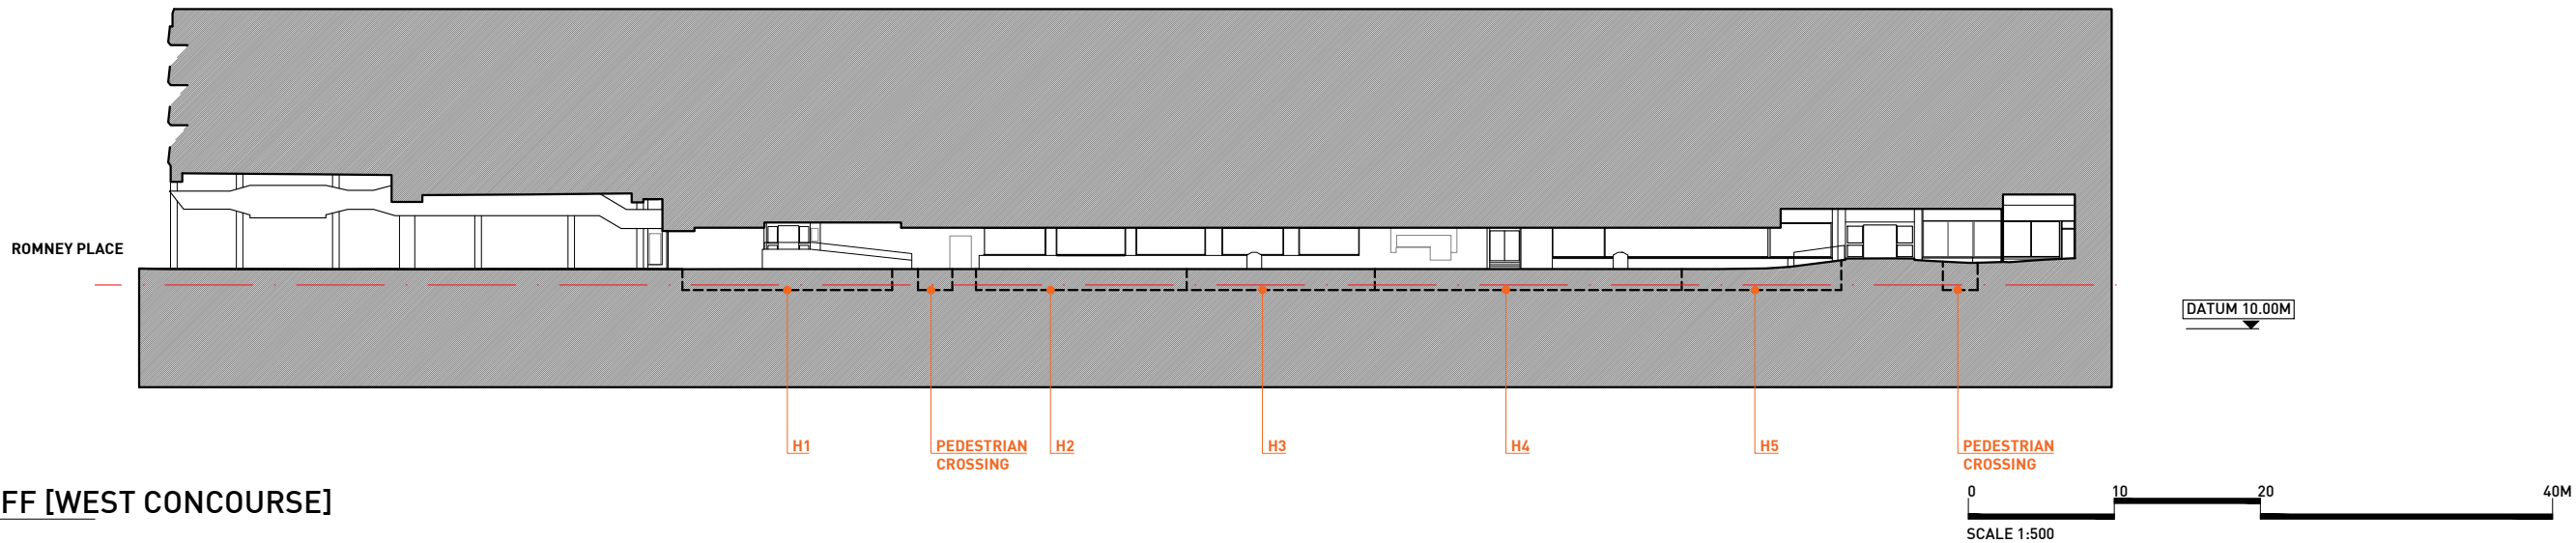 ROMNEY PLACE
DATUM 10.00M
H1
PEDESTRIAN
CROSSING
H2
H3
H4
H5
PEDESTRIAN
CROSSING
FF [WEST CONCOURSE]
0 10 20 40M
SCALE 1:500